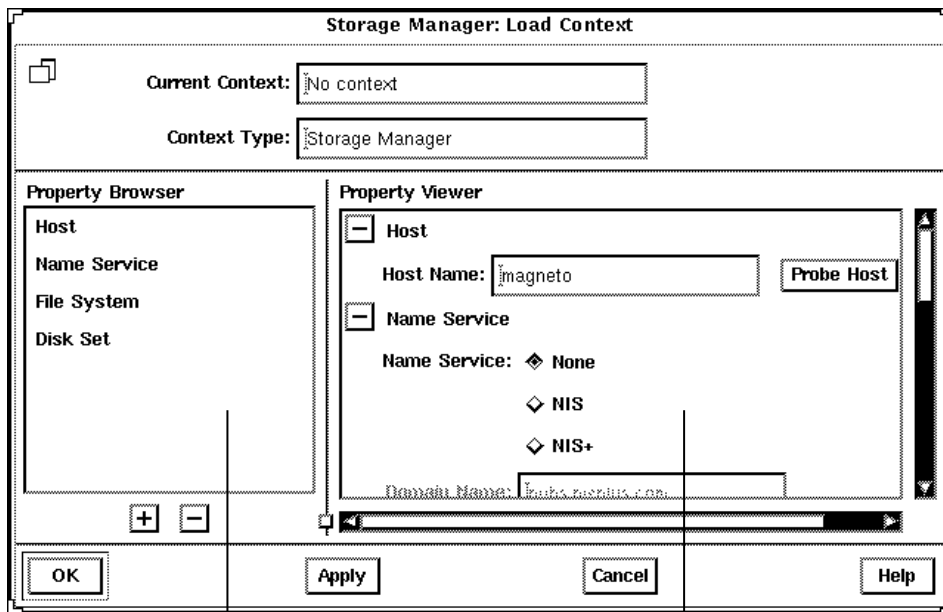 Storage Manager: Load Context
Current Context: No context
Context Type: Storage Manager
Property Browser
Host
Name Service
File System
Disk Set
+ −
Property Viewer
− Host
Host Name: magneto Probe Host
− Name Service
Name Service: None
NIS
NIS+
Domain Name:
OK Apply Cancel Help